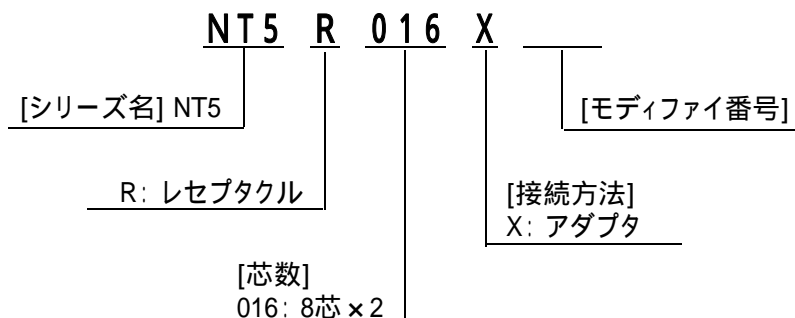 NT5 R 016 X
[シリーズ名] NT5
[モディファイ番号]
R: レセプタクル
[接続方法]
X: アダプタ
[芯数]
016: 8芯×2